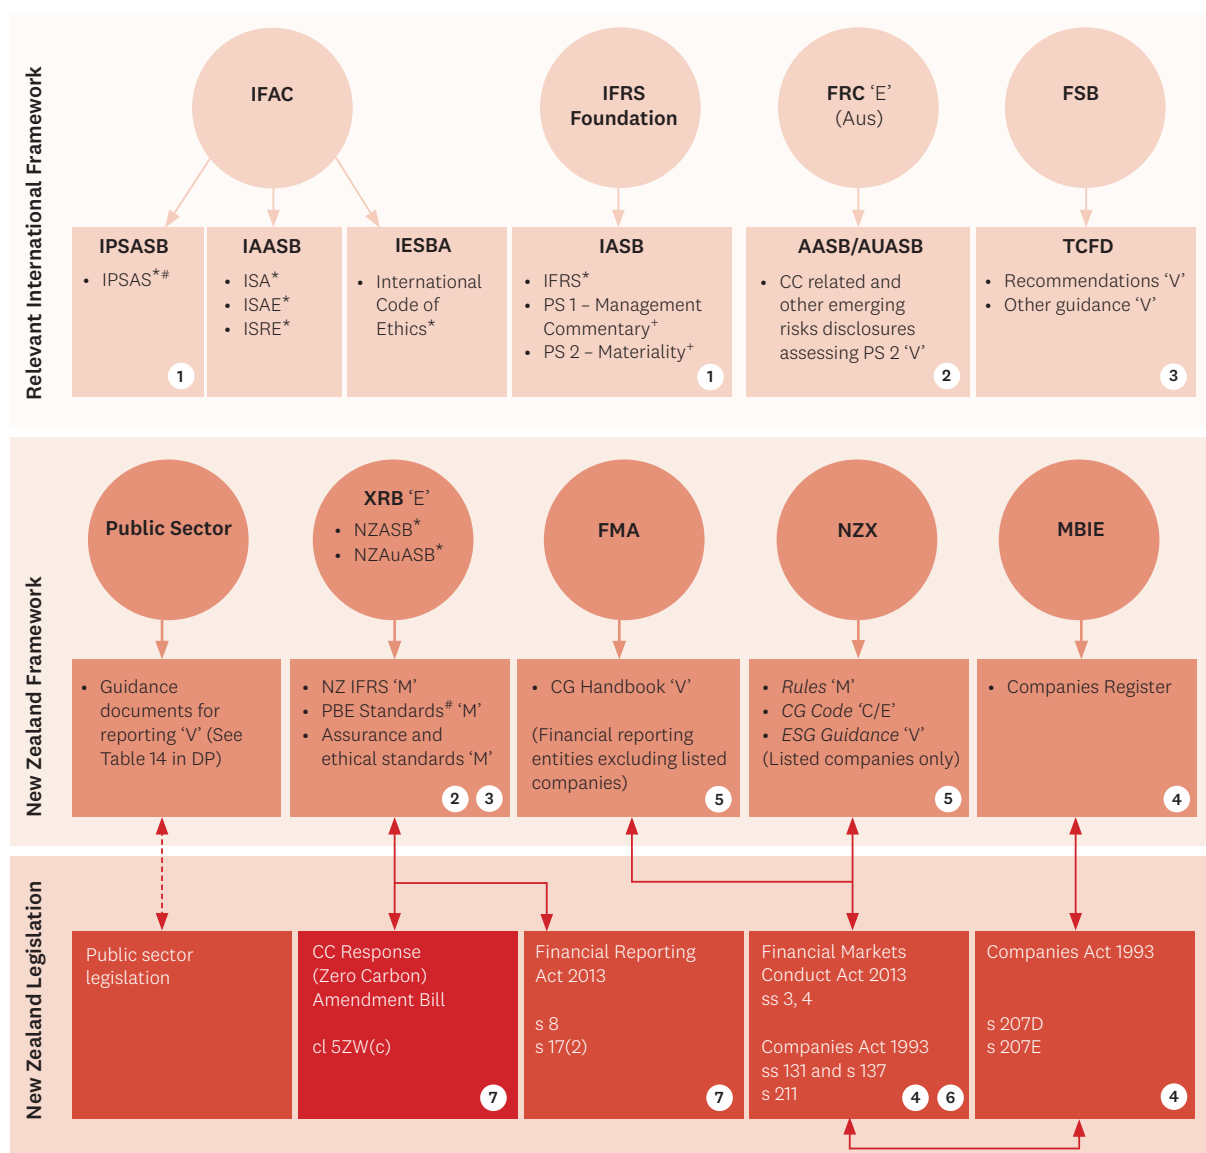 Relevant International Framework
IFAC
IFRS
Foundation
FRC ‘E’
(Aus)
FSB
IPSASB
• IPSAS*#
1
IAASB
• ISA*
• ISAE*
• ISRE*
IESBA
• International
Code of
Ethics*
IASB
• IFRS*
• PS 1 – Management
Commentary+
• PS 2 – Materiality+
1
AASB/AUASB
• CC related and
other emerging
risks disclosures
assessing PS 2 ‘V’
2
TCFD
• Recommendations ‘V’
• Other guidance ‘V’
3
New Zealand Framework
Public Sector
XRB ‘E’
• NZASB*
• NZAuASB*
FMA
NZX
MBIE
• Guidance
documents for
reporting ‘V’ (See
Table 14 in DP)
• NZ IFRS ‘M’
• PBE Standards# ‘M’
• Assurance and
ethical standards ‘M’
2 3
• CG Handbook ‘V’
(Financial reporting
entities excluding listed
companies)
5
• Rules ‘M’
• CG Code ‘C/E’
• ESG Guidance ‘V’
(Listed companies only)
5
• Companies Register
4
New Zealand Legislation
Public sector
legislation
CC Response
(Zero Carbon)
Amendment Bill
cl 5ZW(c)
7
Financial Reporting
Act 2013
s 8
s 17(2)
7
Financial Markets
Conduct Act 2013
ss 3, 4
Companies Act 1993
ss 131 and s 137
s 211
4 6
Companies Act 1993
s 207D
s 207E
4